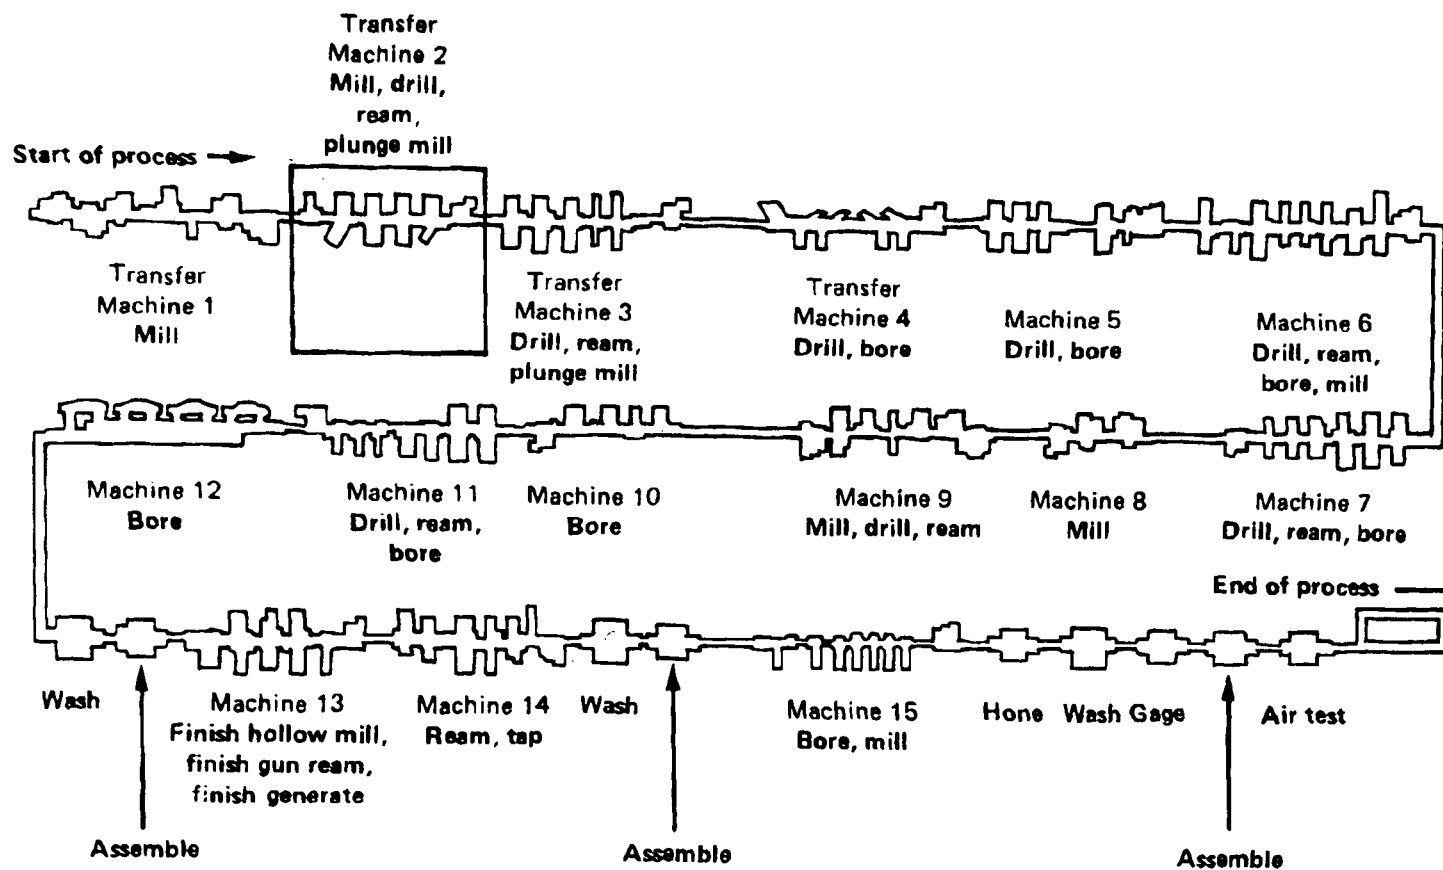 Transfer
Machine 2
Mill, drill,
ream,
plunge mill
Start of process
Transfer
Machine 1
Mill
Transfer
Machine 3
Drill, ream,
plunge mill
Transfer
Machine 4
Drill, bore
Machine 5
Drill, bore
Machine 6
Drill, ream,
bore, mill
Machine 12
Bore
Machine 11
Drill, ream,
bore
Machine 10
Bore
Machine 9
Mill, drill, ream
Machine 8
Mill
Machine 7
Drill, ream, bore
End of process
Wash
Machine 13
Finish hollow mill,
finish gun ream,
finish generate
Machine 14
Ream, tap
Wash
Machine 15
Bore, mill
Hone
Wash
Gage
Air test
Assemble
Assemble
Assemble